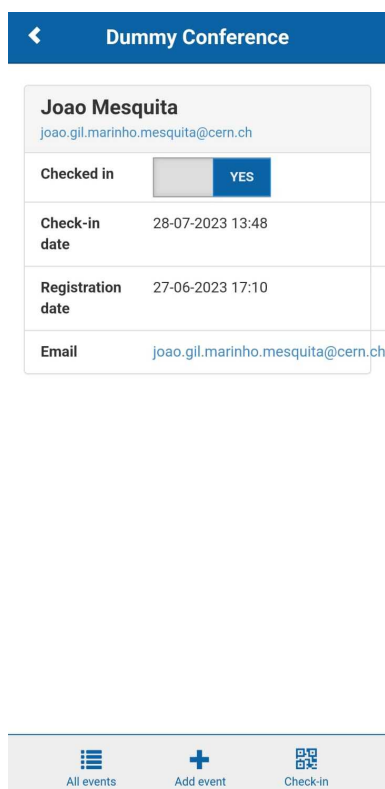 Dummy Conference
Joao Mesquita
joao.gil.marinho.mesquita@cern.ch
Checked in YES
Check-in date 28-07-2023 13:48
Registration date 27-06-2023 17:10
Email joao.gil.marinho.mesquita@cern.ch
All events Add event Check-in